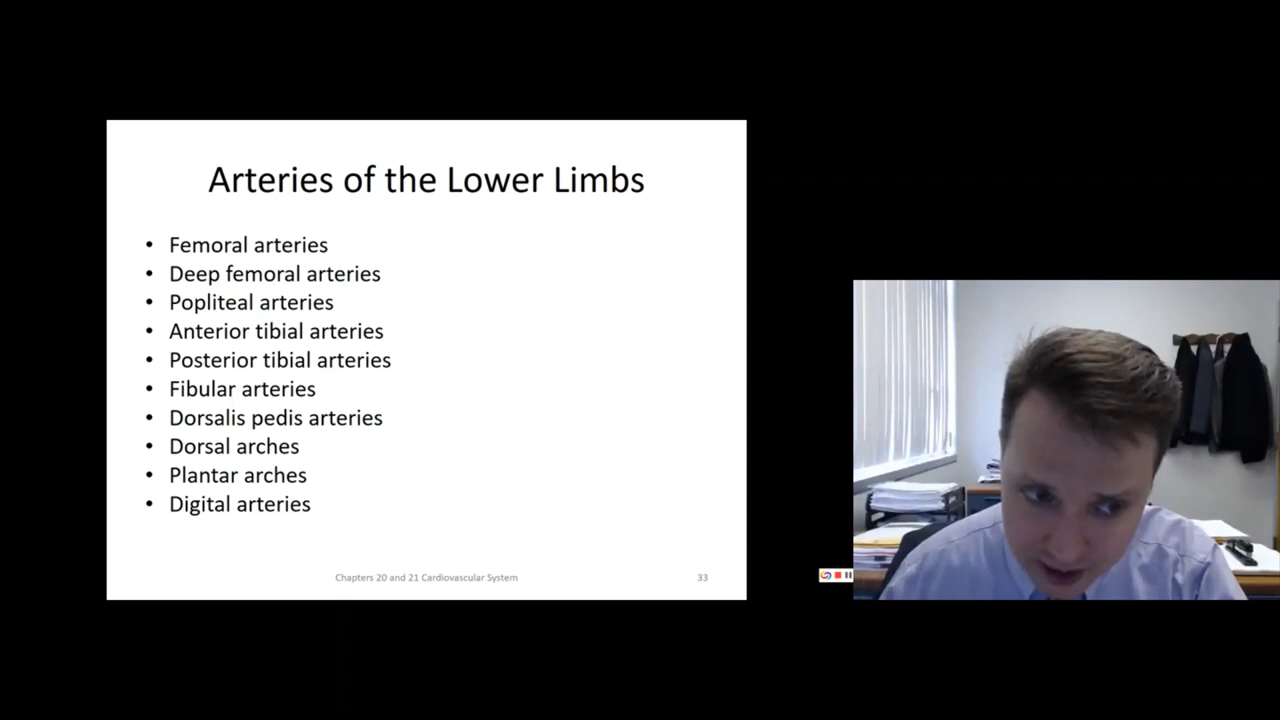 Arteries of the Lower Limbs
• Femoral arteries
• Deep femoral arteries
• Popliteal arteries
• Anterior tibial arteries
• Posterior tibial arteries
• Fibular arteries
• Dorsalis pedis arteries
• Dorsal arches
• Plantar arches
• Digital arteries
Chapters 20 and 21 Cardiovascular System
33